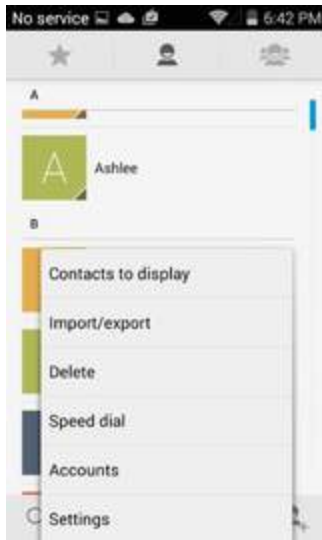 No service 6:42 PM
A
A Ashlee
B
Contacts to display
Import/export
Delete
Speed dial
Accounts
Settings